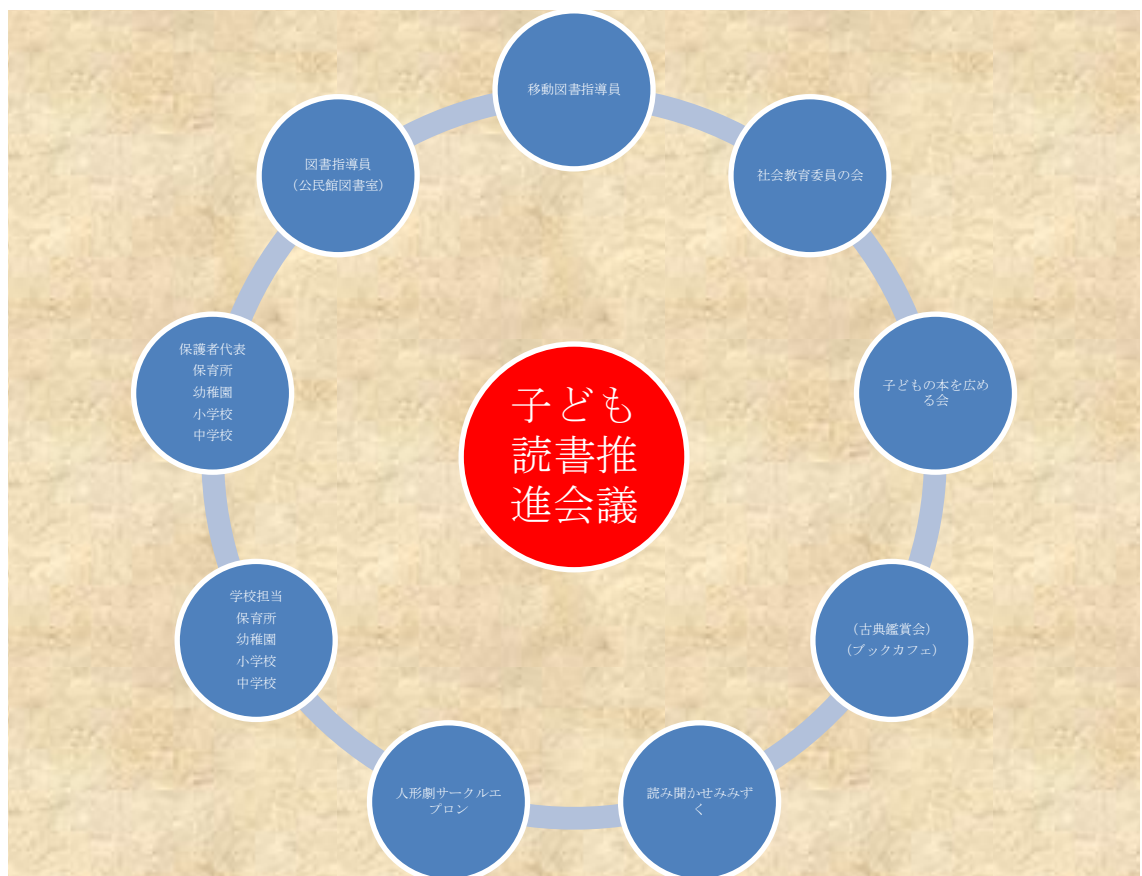 移動図書指導員
社会教育委員の会
子どもの本を広め
る会
（古典鑑賞会）
（ブックカフェ）
読み聞かせみみず
く
人形劇サークルエ
プロン
学校担当
保育所
幼稚園
小学校
中学校
保護者代表
保育所
幼稚園
小学校
中学校
図書指導員
（公民館図書室）
子ども
読書推
進会議